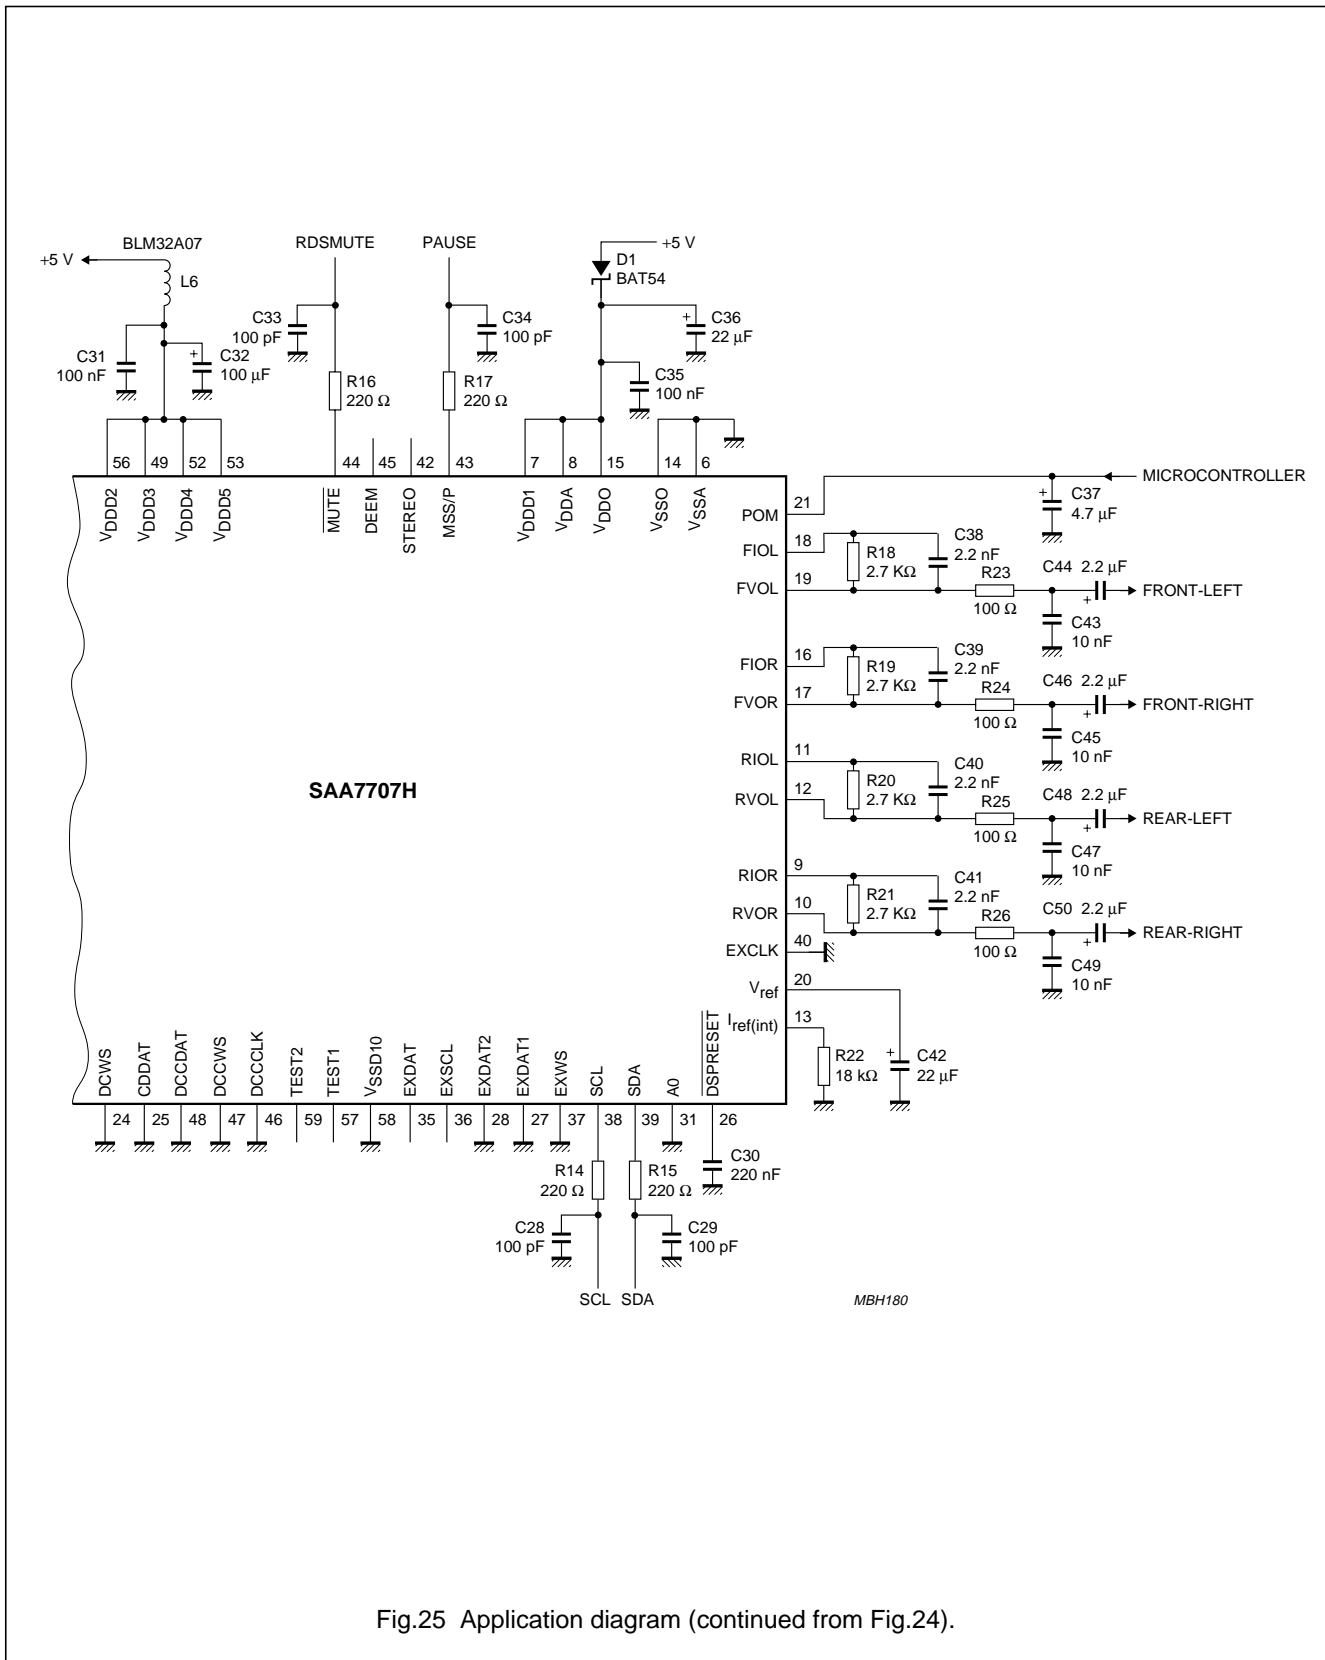 BLM32A07
+5 V
L6
C31
100 nF
C32
100 µF
+
RDSMUTE
C33
100 pF
R16
220 Ω
PAUSE
C34
100 pF
R17
220 Ω
+5 V
D1
BAT54
+
C36
22 µF
C35
100 nF
56
49
52
53
44
45
42
43
7
8
15
14
6
VDDD2
VDDD3
VDDD4
VDDD5
MUTE
DEEM
STEREO
MSS/P
VDDD1
VDDA
VDDO
VSSO
VSSA
POM
21
MICROCONTROLLER
+
C37
4.7 µF
FIOL
18
FVOL
19
R18
2.7 KΩ
C38
2.2 nF
R23
100 Ω
C44 2.2 µF
+
FRONT-LEFT
C43
10 nF
FIOR
16
FVOR
17
R19
2.7 KΩ
C39
2.2 nF
R24
100 Ω
C46 2.2 µF
+
FRONT-RIGHT
C45
10 nF
SAA7707H
RIOL
11
RVOL
12
R20
2.7 KΩ
C40
2.2 nF
R25
100 Ω
C48 2.2 µF
+
REAR-LEFT
C47
10 nF
RIOR
9
RVOR
10
R21
2.7 KΩ
C41
2.2 nF
R26
100 Ω
C50 2.2 µF
+
REAR-RIGHT
C49
10 nF
EXCLK
40
Vref
20
Iref(int)
13
R22
18 kΩ
+
C42
22 µF
DCWS
CDDAT
DCCDAT
DCCWS
DCCCLK
TEST2
TEST1
VSSD10
EXDAT
EXSCL
EXDAT2
EXDAT1
EXWS
SCL
SDA
A0
DSPRESET
24
25
48
47
46
59
57
58
35
36
28
27
37
38
39
31
26
R14
220 Ω
R15
220 Ω
C30
220 nF
C28
100 pF
C29
100 pF
SCL SDA
MBH180
Fig.25 Application diagram (continued from Fig.24).